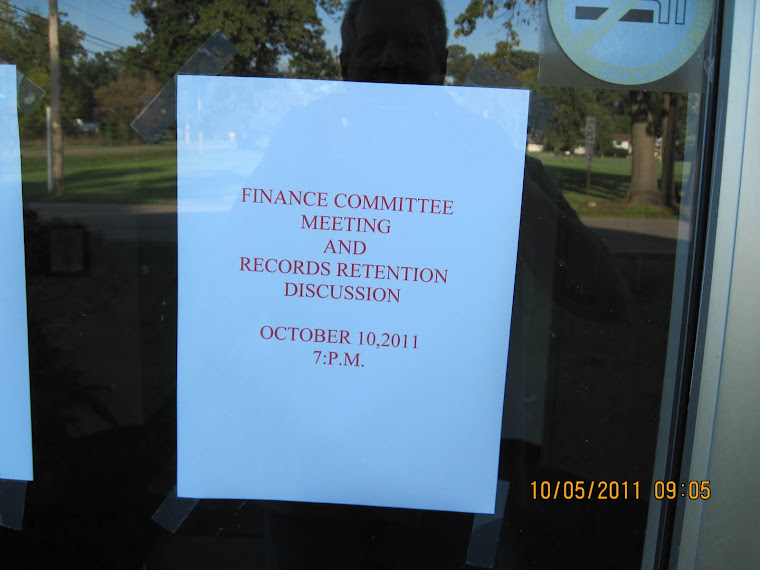 FINANCE COMMITTEE
MEETING
AND
RECORDS RETENTION
DISCUSSION
OCTOBER 10,2011
7:P.M.
10/05/2011 09:05